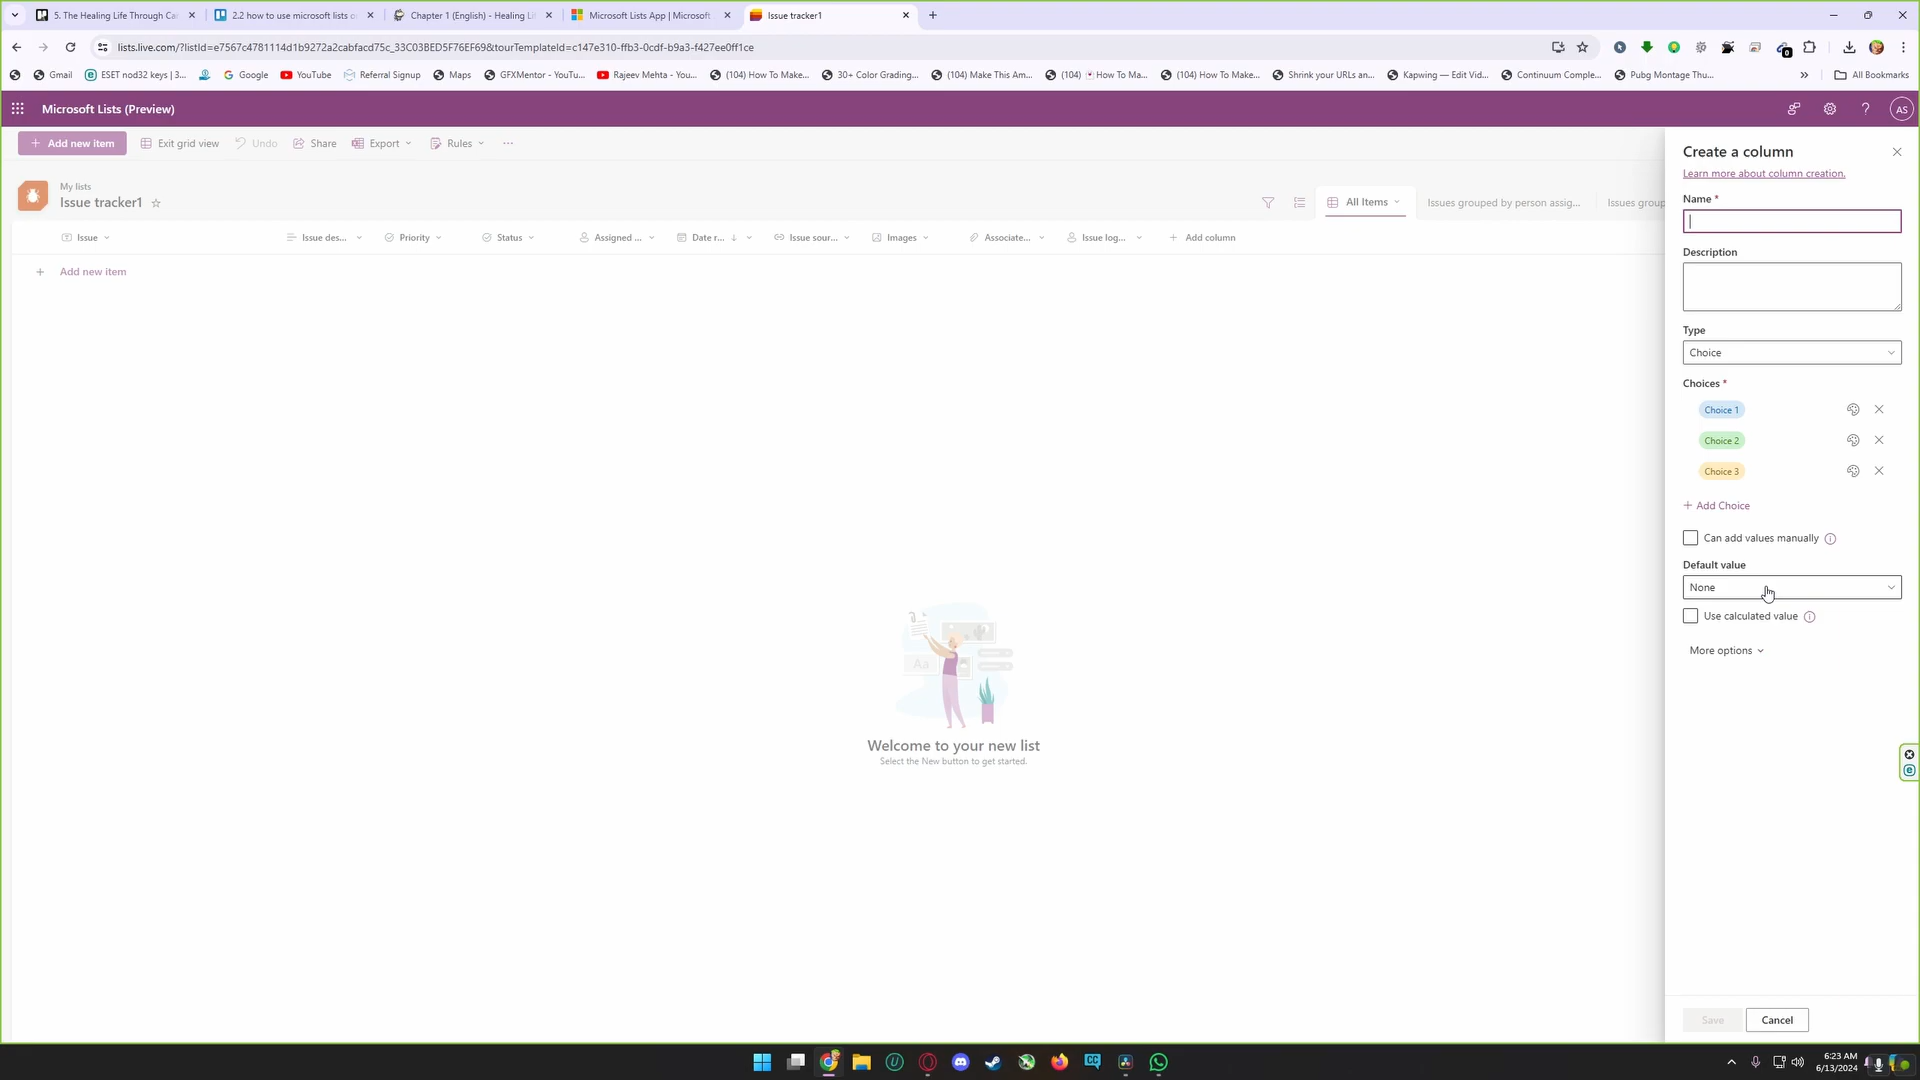 5. The Healing Life Through Ca
2.2 how to use microsoft lists o
Chapter 1 (English) - Healing Li
Microsoft Lists App | Microsoft
Issue tracker1
lists.live.com/?listId=e7567c4781114d1b9272a2cabfacd75c_33C03BED5F76EF69&tourTemplateId=c147e310-ffb3-0cdf-b9a3-f427ee0ff1ce
Gmail
ESET nod32 keys | 3...
Google
YouTube
Referral Signup
Maps
GFXMentor - YouTu...
Rajeev Mehta - You...
(104) How To Make...
30+ Color Grading...
(104) Make This Am...
(104) How To Ma...
(104) How To Make...
Shrink your URLs an...
Kapwing — Edit Vid...
Continuum Comple...
Pubg Montage Thu...
All Bookmarks
Microsoft Lists (Preview)
AS
Add new item
Exit grid view
Undo
Share
Export
Rules
My lists
Issue tracker1
All Items
Issues grouped by person assig...
Issues group
Issue
Issue des...
Priority
Status
Assigned ...
Date r...
Issue sour...
Images
Associate...
Issue log...
Add column
Add new item
Aa
Welcome to your new list
Select the New button to get started.
Create a column
Learn more about column creation.
Name *
Description
Type
Choice
Choices *
Choice 1
Choice 2
Choice 3
+ Add Choice
Can add values manually
Default value
None
Use calculated value
More options
Save
Cancel
6:23 AM
6/13/2024